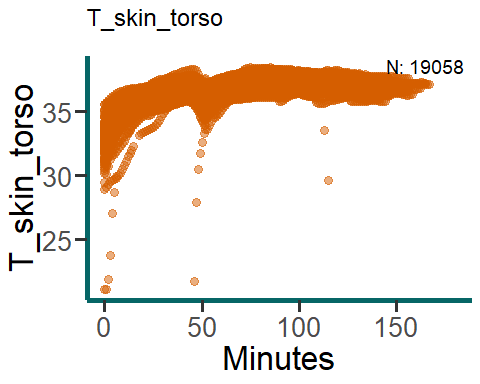 T_skin_torso
N: 19058
T_skin_torso
35
30
25
0 50 100 150
Minutes